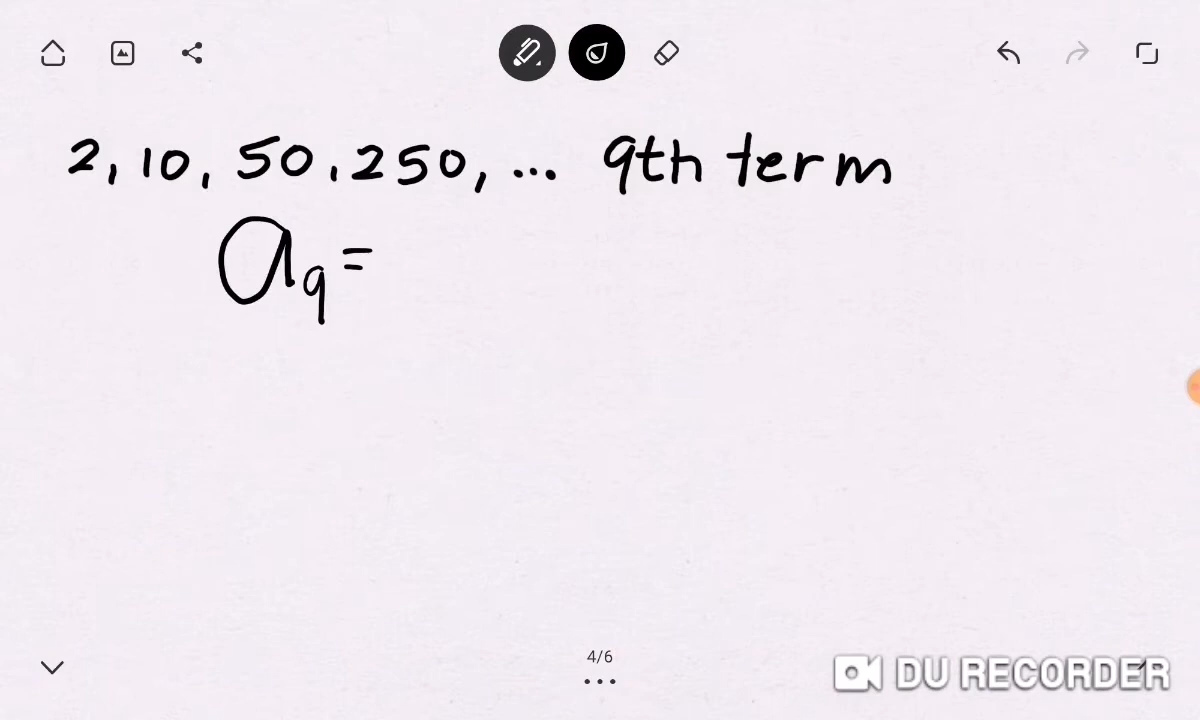 2, 10, 50, 250, ... 9th term
a₉ =
4/6
DU RECORDER